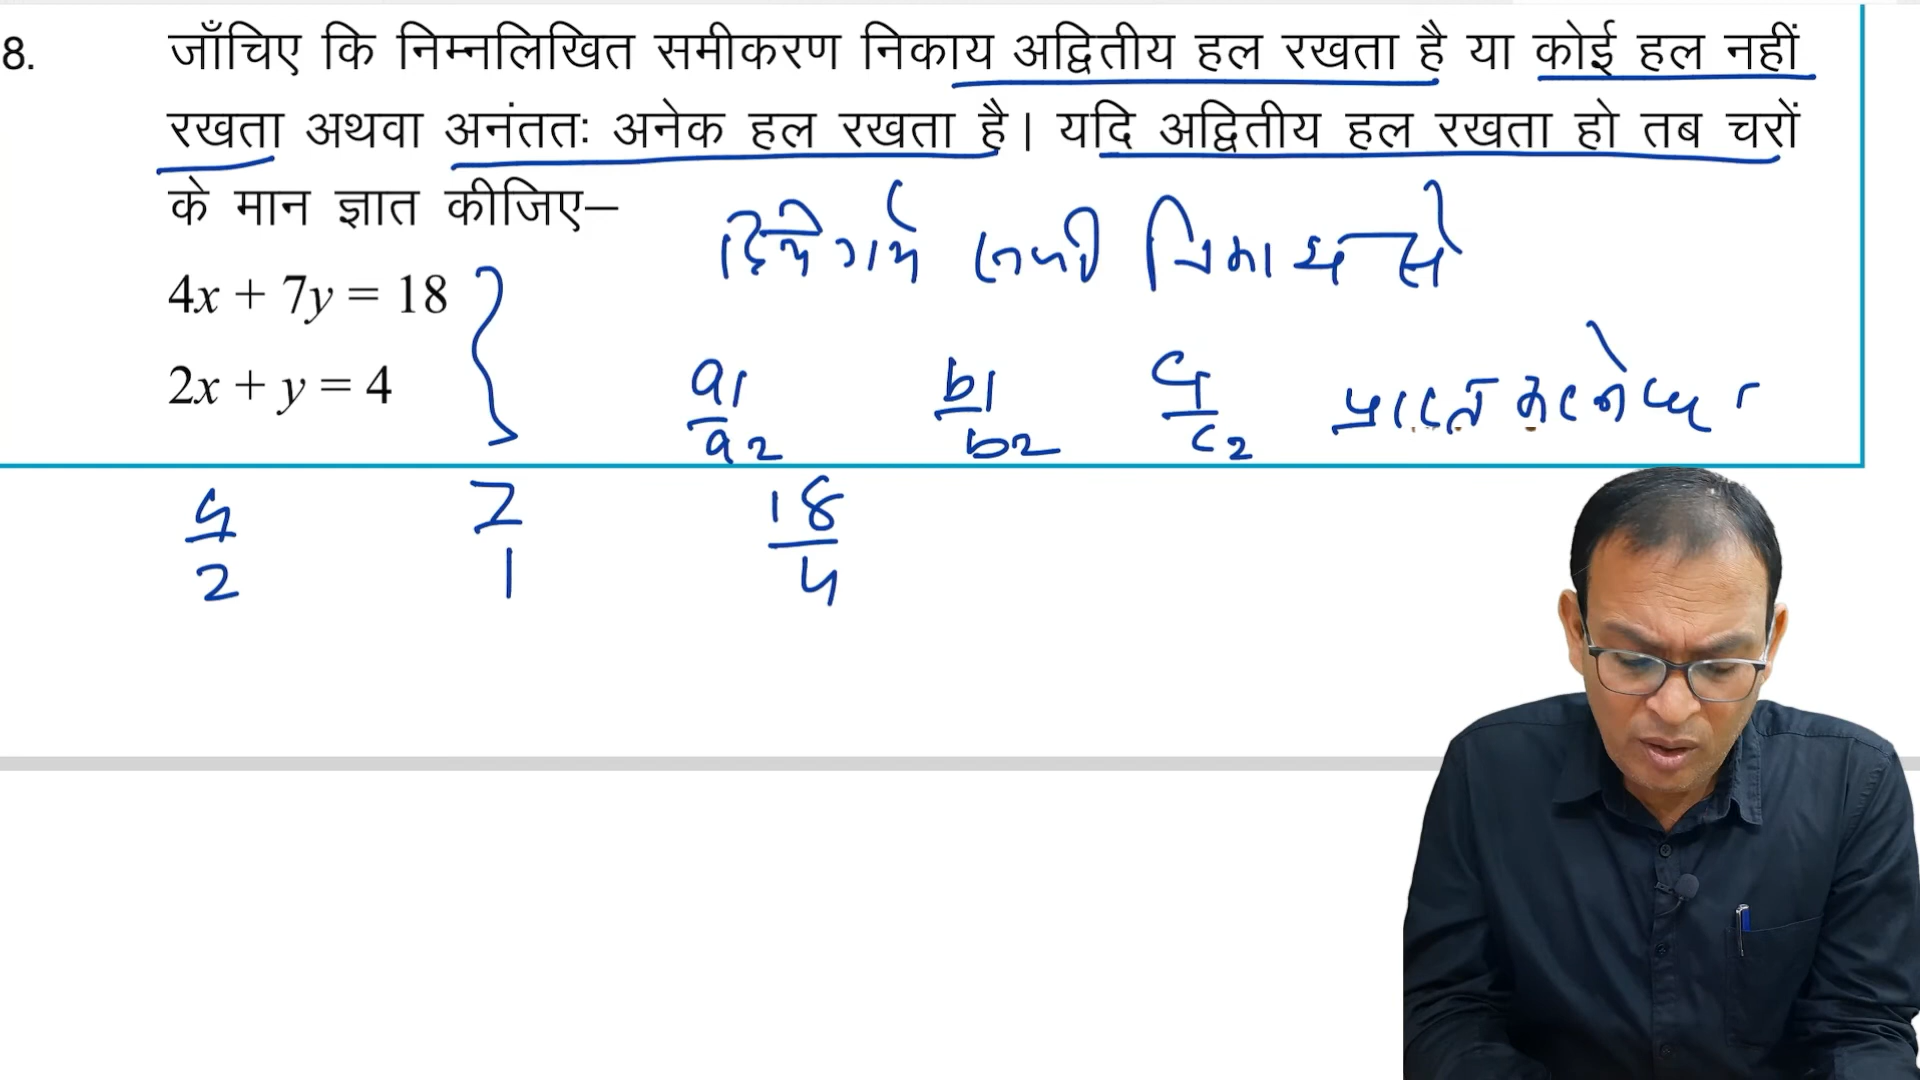 8. जाँचिए कि निम्नलिखित समीकरण निकाय अद्वितीय हल रखता है या कोई हल नहीं
रखता अथवा अनंततः अनेक हल रखता है। यदि अद्वितीय हल रखता हो तब चरों
के मान ज्ञात कीजिए–
दिये गये निकाय से
4x + 7y = 18
2x + y = 4
a1/a2 b1/b2 c1/c2 प्राप्त करने पर
4/2 7/1 18/4